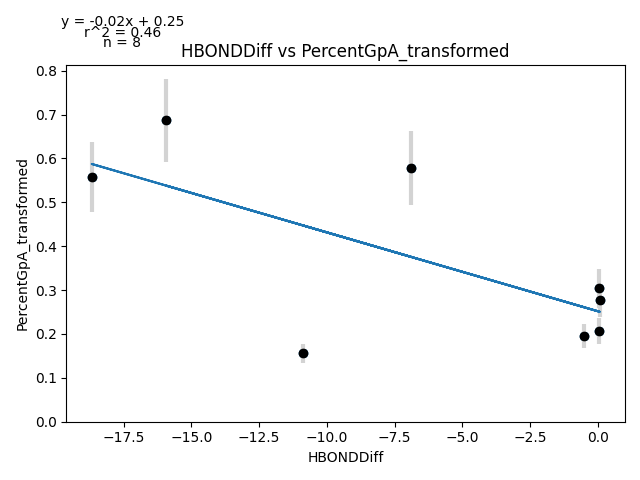 y = -0.02x + 0.25
r^2 = 0.46
n = 8
HBONDDiff vs PercentGpA_transformed
0.8
0.7
0.6
0.5
0.4
0.3
0.2
0.1
0.0
PercentGpA_transformed
−17.5 −15.0 −12.5 −10.0 −7.5 −5.0 −2.5 0.0
HBONDDiff